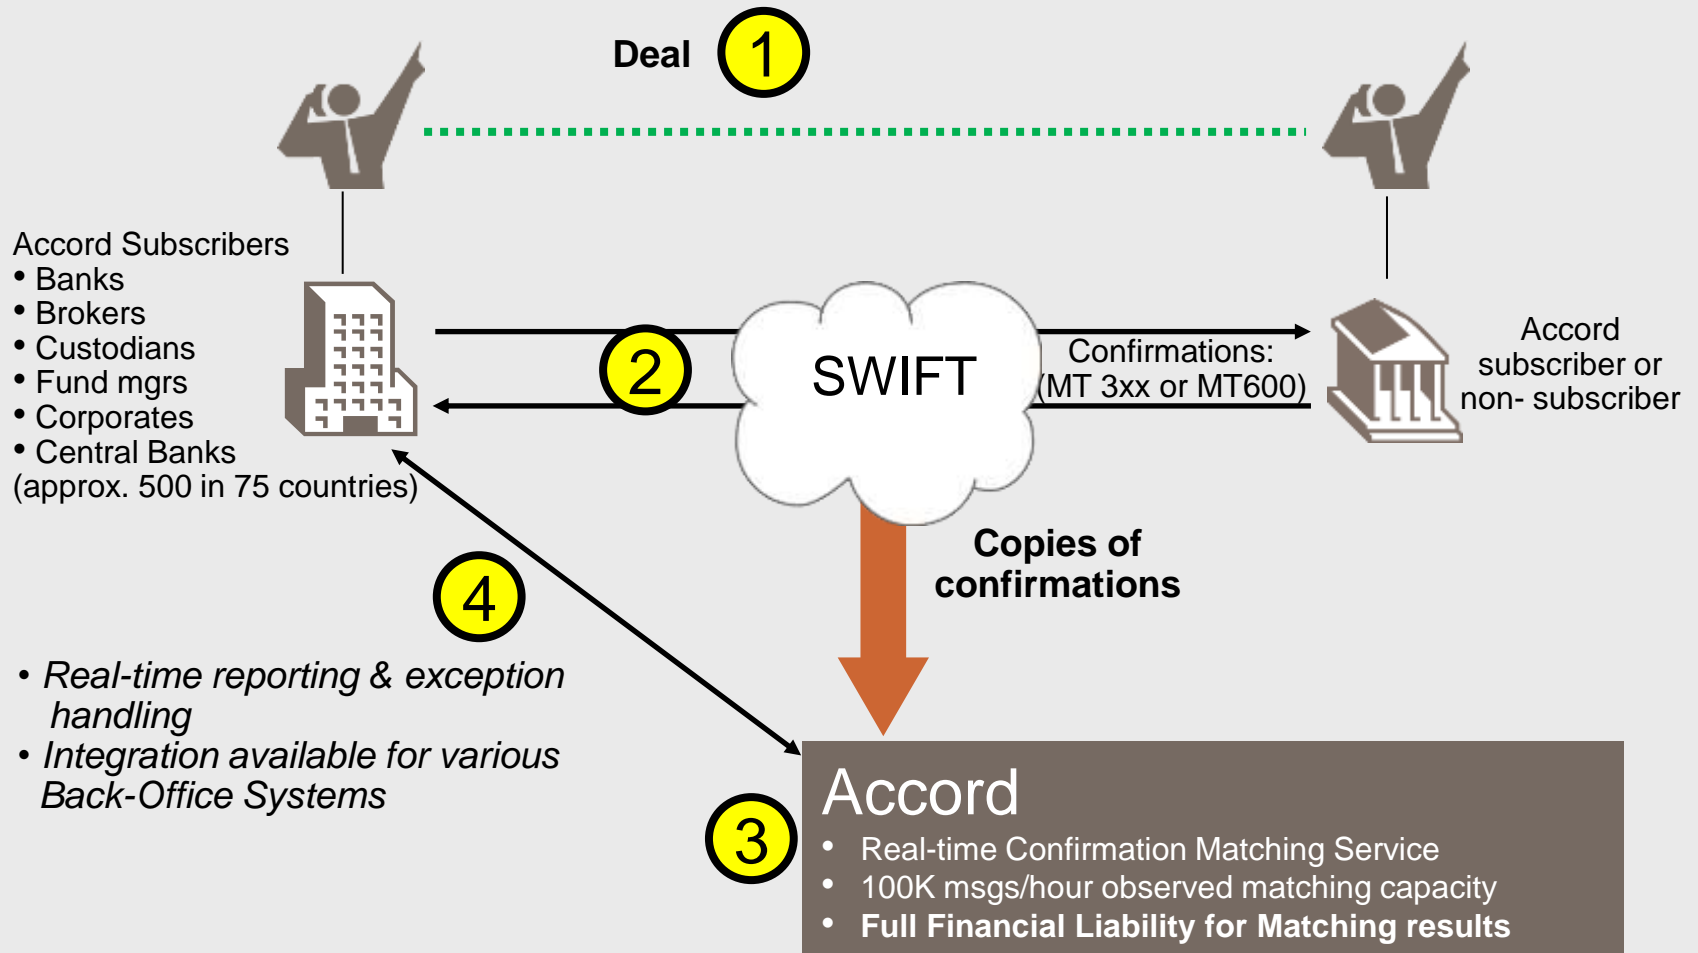 Deal
1
Accord Subscribers
• Banks
• Brokers
• Custodians
• Fund mgrs
• Corporates
• Central Banks
(approx. 500 in 75 countries)
2
SWIFT
Confirmations:
(MT 3xx or MT600)
Accord
subscriber or
non- subscriber
Copies of
confirmations
4
• Real-time reporting & exception
handling
• Integration available for various
Back-Office Systems
3
Accord
• Real-time Confirmation Matching Service
• 100K msgs/hour observed matching capacity
• Full Financial Liability for Matching results